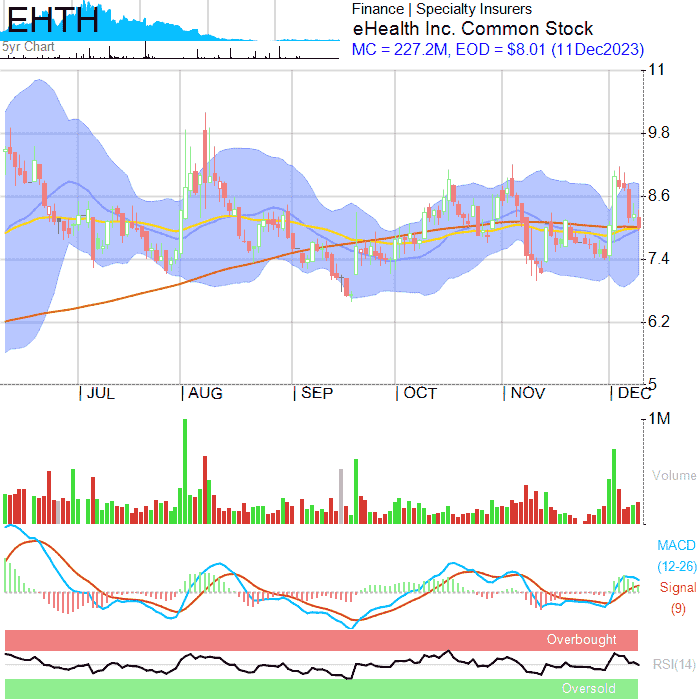 EHTH
5yr Chart
Finance | Specialty Insurers
eHealth Inc. Common Stock
MC = 227.2M, EOD = $8.01 (11Dec2023)
11
9.8
8.6
7.4
6.2
5
| JUL | AUG | SEP | OCT | NOV | DEC
1M
Volume
MACD
(12-26)
Signal
(9)
Overbought
RSI(14)
Oversold